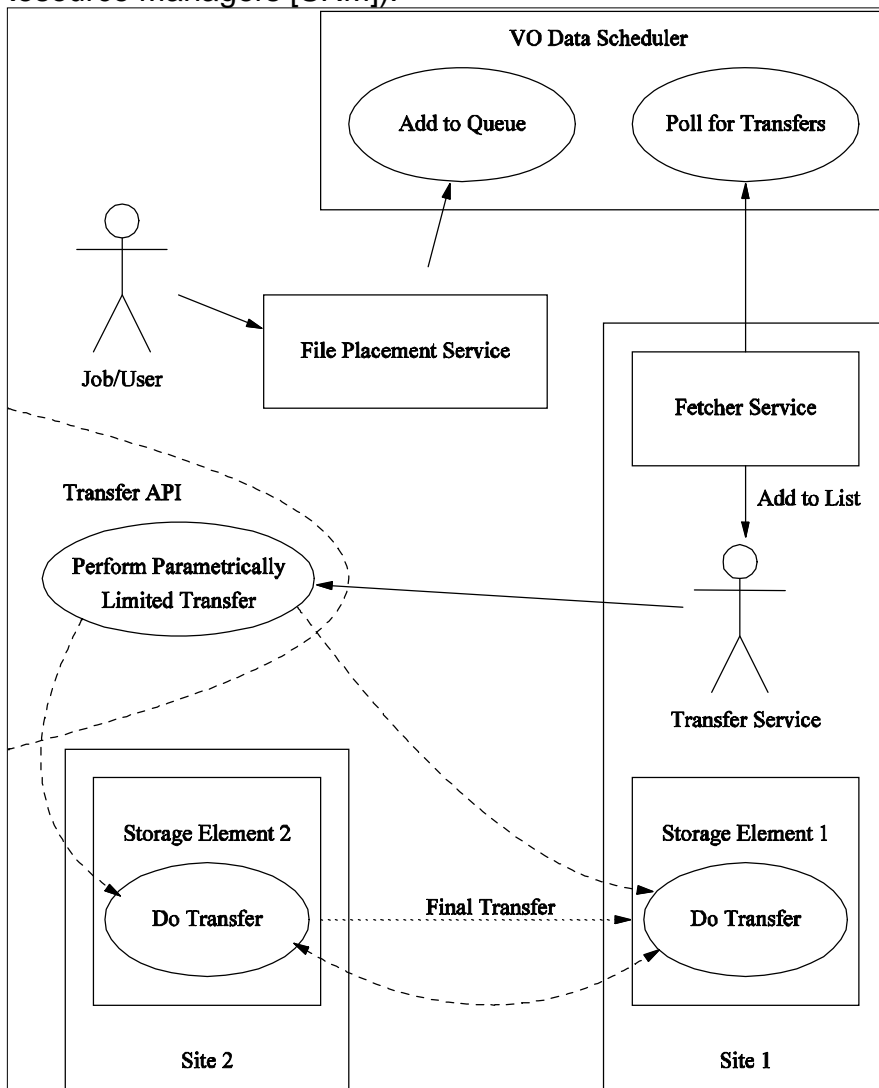 VO Data Scheduler
Add to Queue
Poll for Transfers
Job/User
File Placement Service
Fetcher Service
Add to List
Transfer API
Perform Parametrically
Limited Transfer
Transfer Service
Storage Element 2
Storage Element 1
Do Transfer
Final Transfer
Do Transfer
Site 2
Site 1